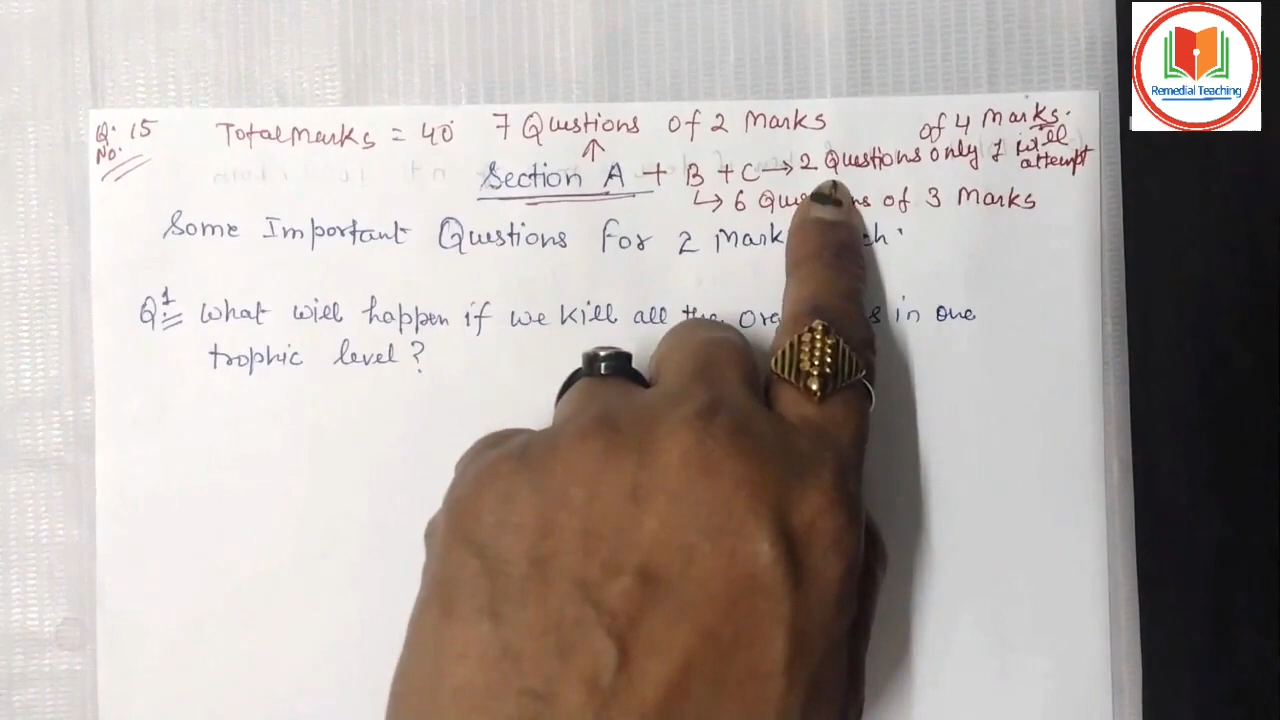 Remedial Teaching
Q. No. 15
Total Marks = 40 7 Questions of 2 Marks
of 4 Marks.
Section A + B + C → 2 Questions only 1 will attempt
↳ 6 of 3 Marks
Some Important Questions for 2 Mark
Q.1 What will happen if we kill all the in one
trophic level?